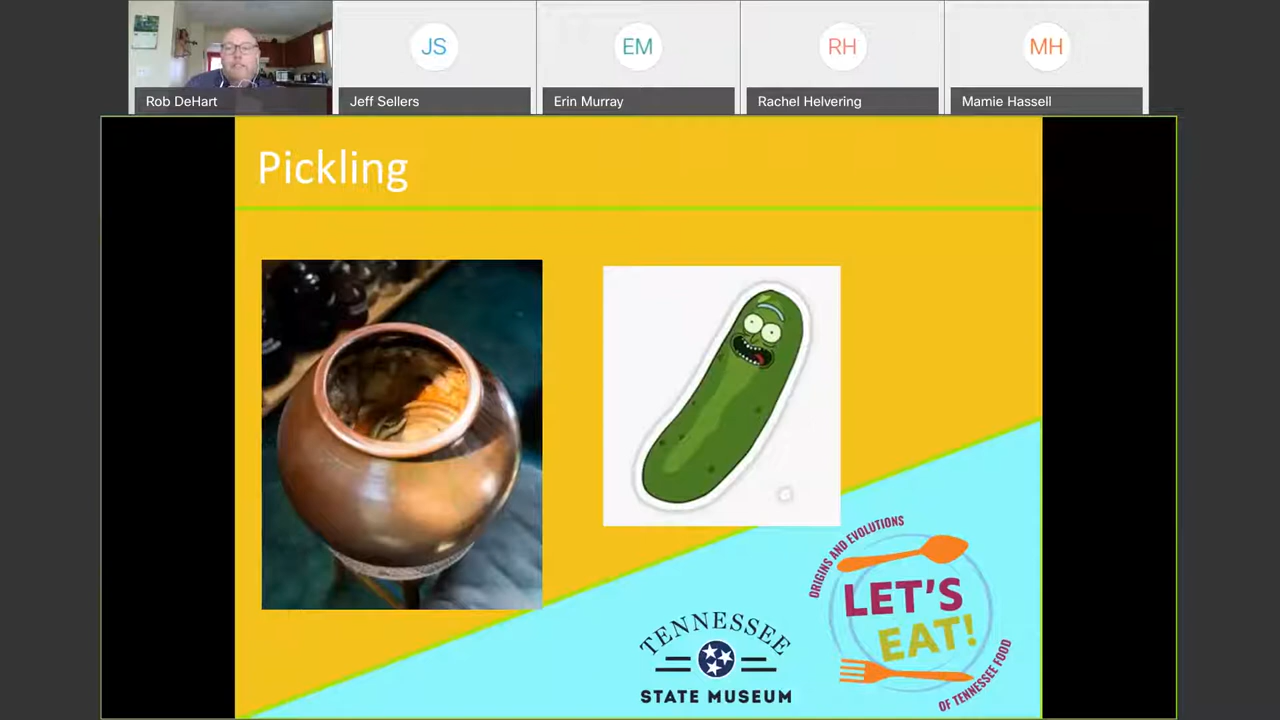 JS
EM
RH
MH
Rob DeHart
Jeff Sellers
Erin Murray
Rachel Helvering
Mamie Hassell
Pickling
ORIGINS AND EVOLUTIONS
LET'S
EAT!
OF TENNESSEE FOOD
TENNESSEE
STATE MUSEUM